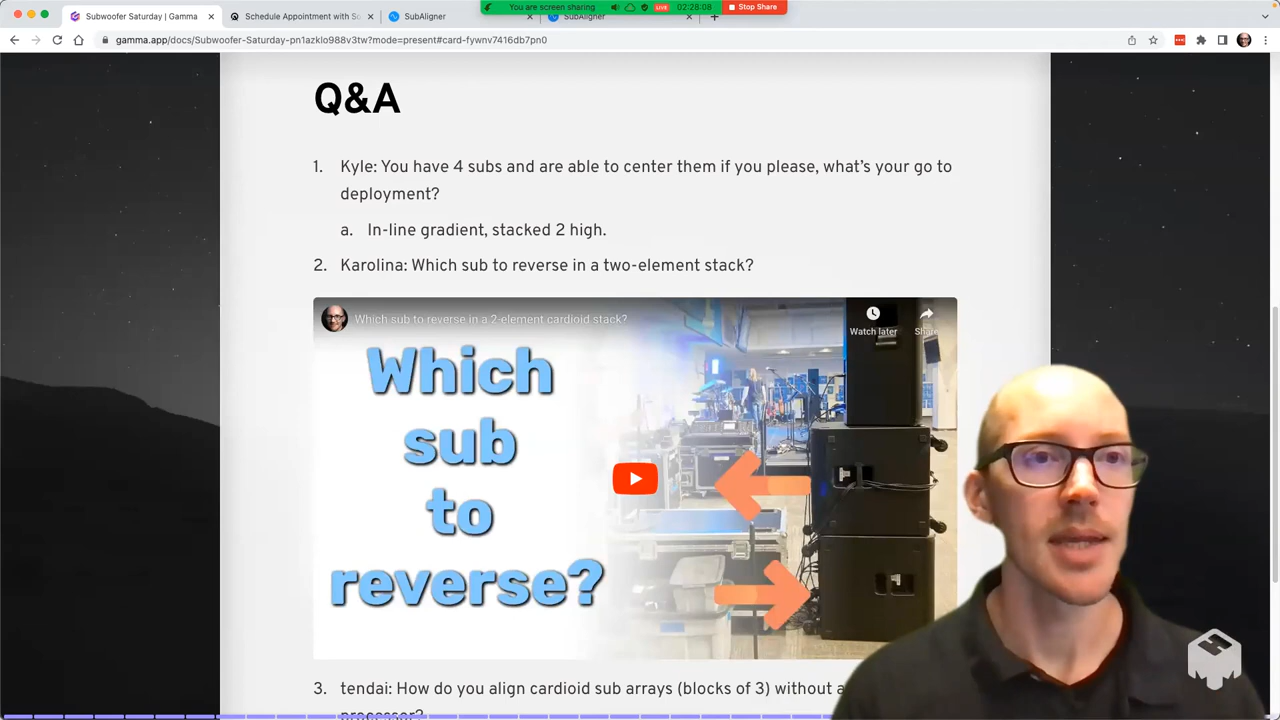 You are screen sharing
LIVE
02:28:08
Stop Share
Subwoofer Saturday | Gamma
Schedule Appointment with So
SubAligner
SubAligner
gamma.app/docs/Subwoofer-Saturday-pn1azklo988v3tw?mode=present#card-fywnv7416db7pn0
Q&A
1. Kyle: You have 4 subs and are able to center them if you please, what's your go to
deployment?
a. In-line gradient, stacked 2 high.
2. Karolina: Which sub to reverse in a two-element stack?
Which sub to reverse in a 2-element cardioid stack?
Watch later
Share
Which
sub
to
reverse?
3. tendai: How do you align cardioid sub arrays (blocks of 3) without a
processor?